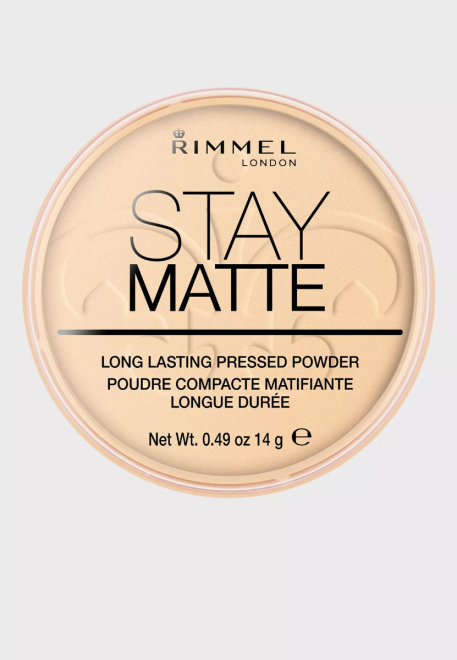 RIMMEL
LONDON
STAY
MATTE
LONG LASTING PRESSED POWDER
POUDRE COMPACTE MATIFIANTE
LONGUE DURÉE
Net Wt. 0.49 oz 14 g ℮